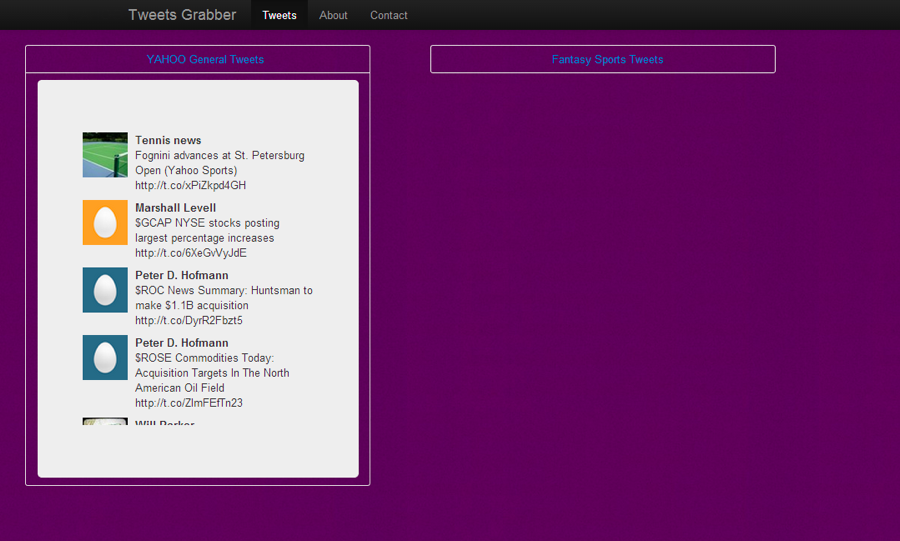 Tweets Grabber Tweets About Contact
YAHOO General Tweets
Tennis news
Fognini advances at St. Petersburg
Open (Yahoo Sports)
http://t.co/xPiZkpd4GH
Marshall Levell
$GCAP NYSE stocks posting
largest percentage increases
http://t.co/6XeGvVyJdE
Peter D. Hofmann
$ROC News Summary: Huntsman to
make $1.1B acquisition
http://t.co/DyrR2Fbzt5
Peter D. Hofmann
$ROSE Commodities Today:
Acquisition Targets In The North
American Oil Field
http://t.co/ZlmFEfTn23
Will Parker
Fantasy Sports Tweets